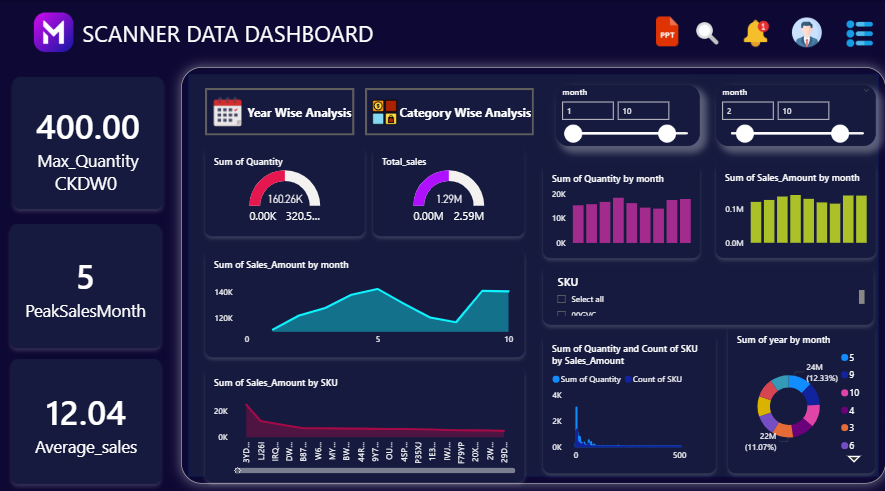 SCANNER DATA DASHBOARD
PPT
1
400.00
Max_Quantity
CKDW0
5
PeakSalesMonth
12.04
Average_sales
Year Wise Analysis
Category Wise Analysis
month
1
10
month
2
10
Sum of Quantity
160.26K
0.00K
320.5...
Total_sales
1.29M
0.00M
2.59M
Sum of Quantity by month
20K
10K
0K
Sum of Sales_Amount by month
0.1M
0.0M
Sum of Sales_Amount by month
140K
120K
0
5
10
SKU
Select all
00GVC
Sum of Sales_Amount by SKU
20K
0K
3YD...
LJ26I
IRQ...
DW...
B87...
W6...
MY...
BW...
44R...
9Y7...
OU...
4SP...
P35XJ
1E3...
IWJ...
F79YP
20X...
2W...
29D...
Sum of Quantity and Count of SKU
by Sales_Amount
Sum of Quantity
Count of SKU
4K
2K
0K
0
500
Sum of year by month
24M
(12.33%)
22M
(11.07%)
5
9
10
4
3
6